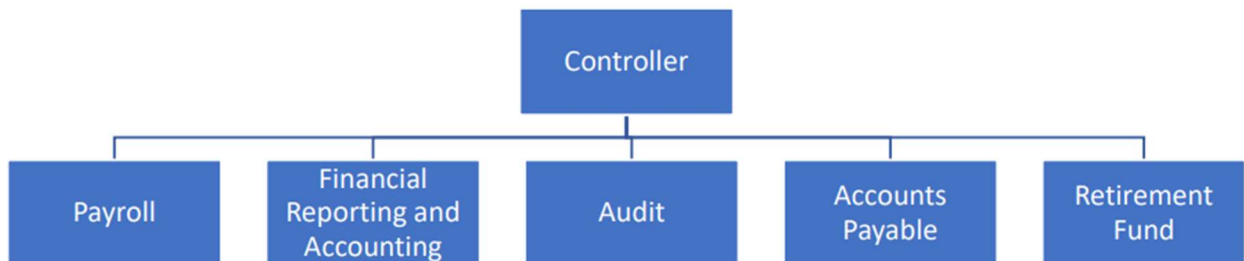 Controller
Payroll
Financial
Reporting and
Accounting
Audit
Accounts
Payable
Retirement
Fund